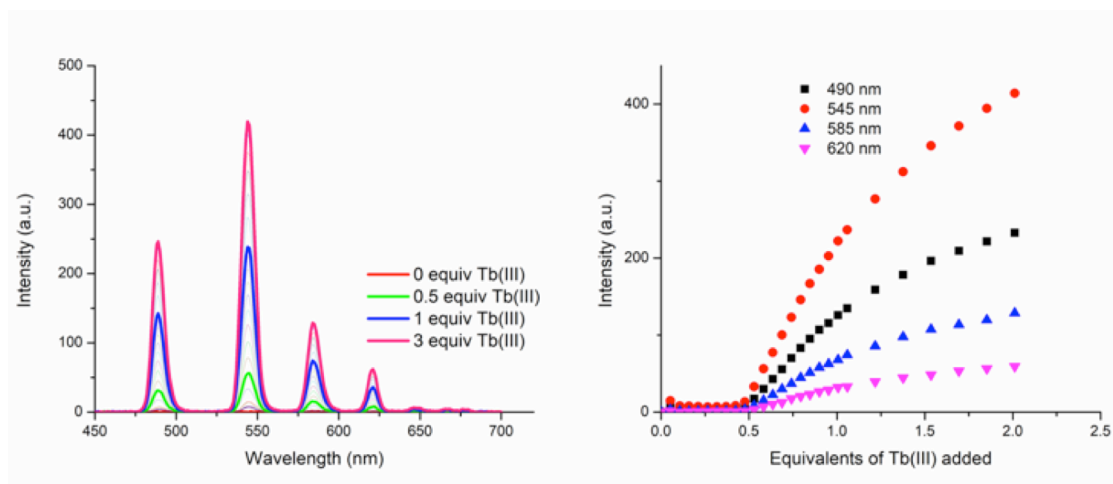 500
400
300
200
100
0
450
500
550
600
650
700
Intensity (a.u.)
Wavelength (nm)
0 equiv Tb(III)
0.5 equiv Tb(III)
1 equiv Tb(III)
3 equiv Tb(III)
400
200
0
0.0
0.5
1.0
1.5
2.0
2.5
Intensity (a.u.)
Equivalents of Tb(III) added
490 nm
545 nm
585 nm
620 nm